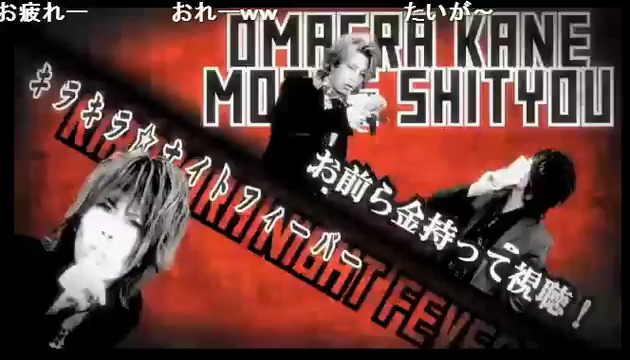 お疲れー
おれーww
たいが～
OMAERA KANE
MOTTE SHITYOU
キラキラ☆ナイトフィーバー
KIRAKIRA NIGHT FEVER
お前ら金持って視聴！